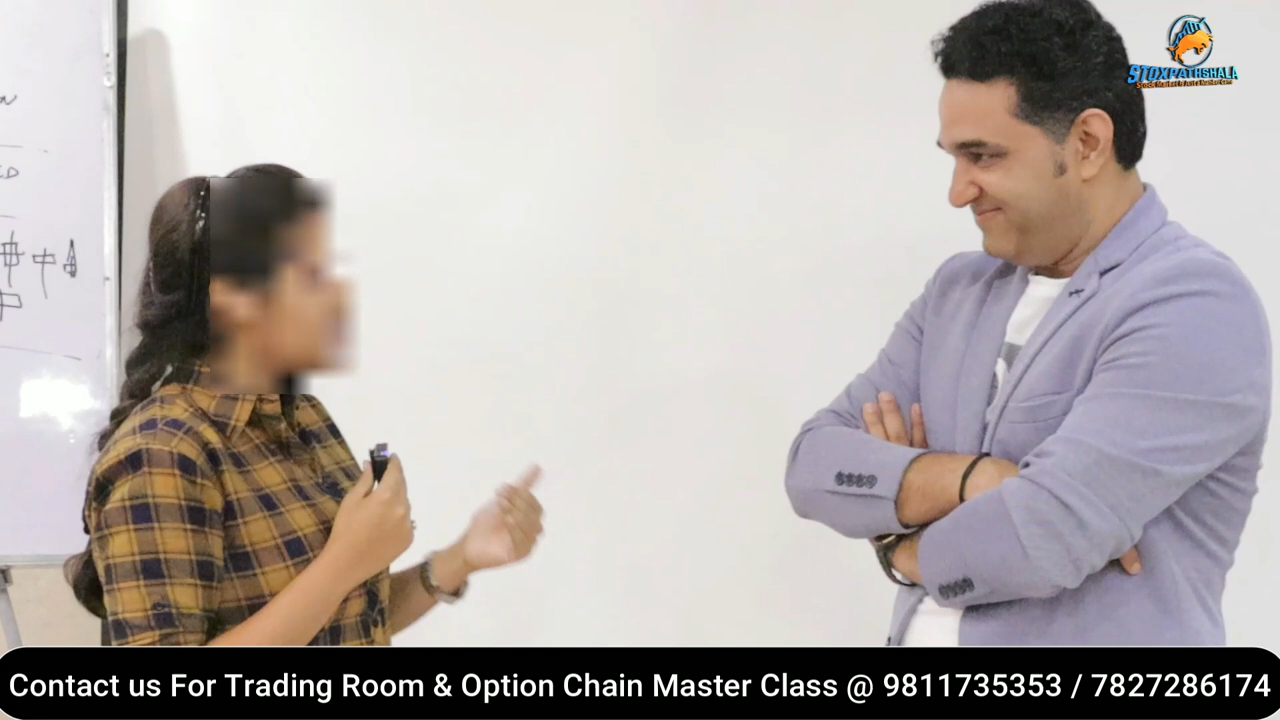 STOXPATHSHALA
Contact us For Trading Room & Option Chain Master Class @ 9811735353 / 7827286174